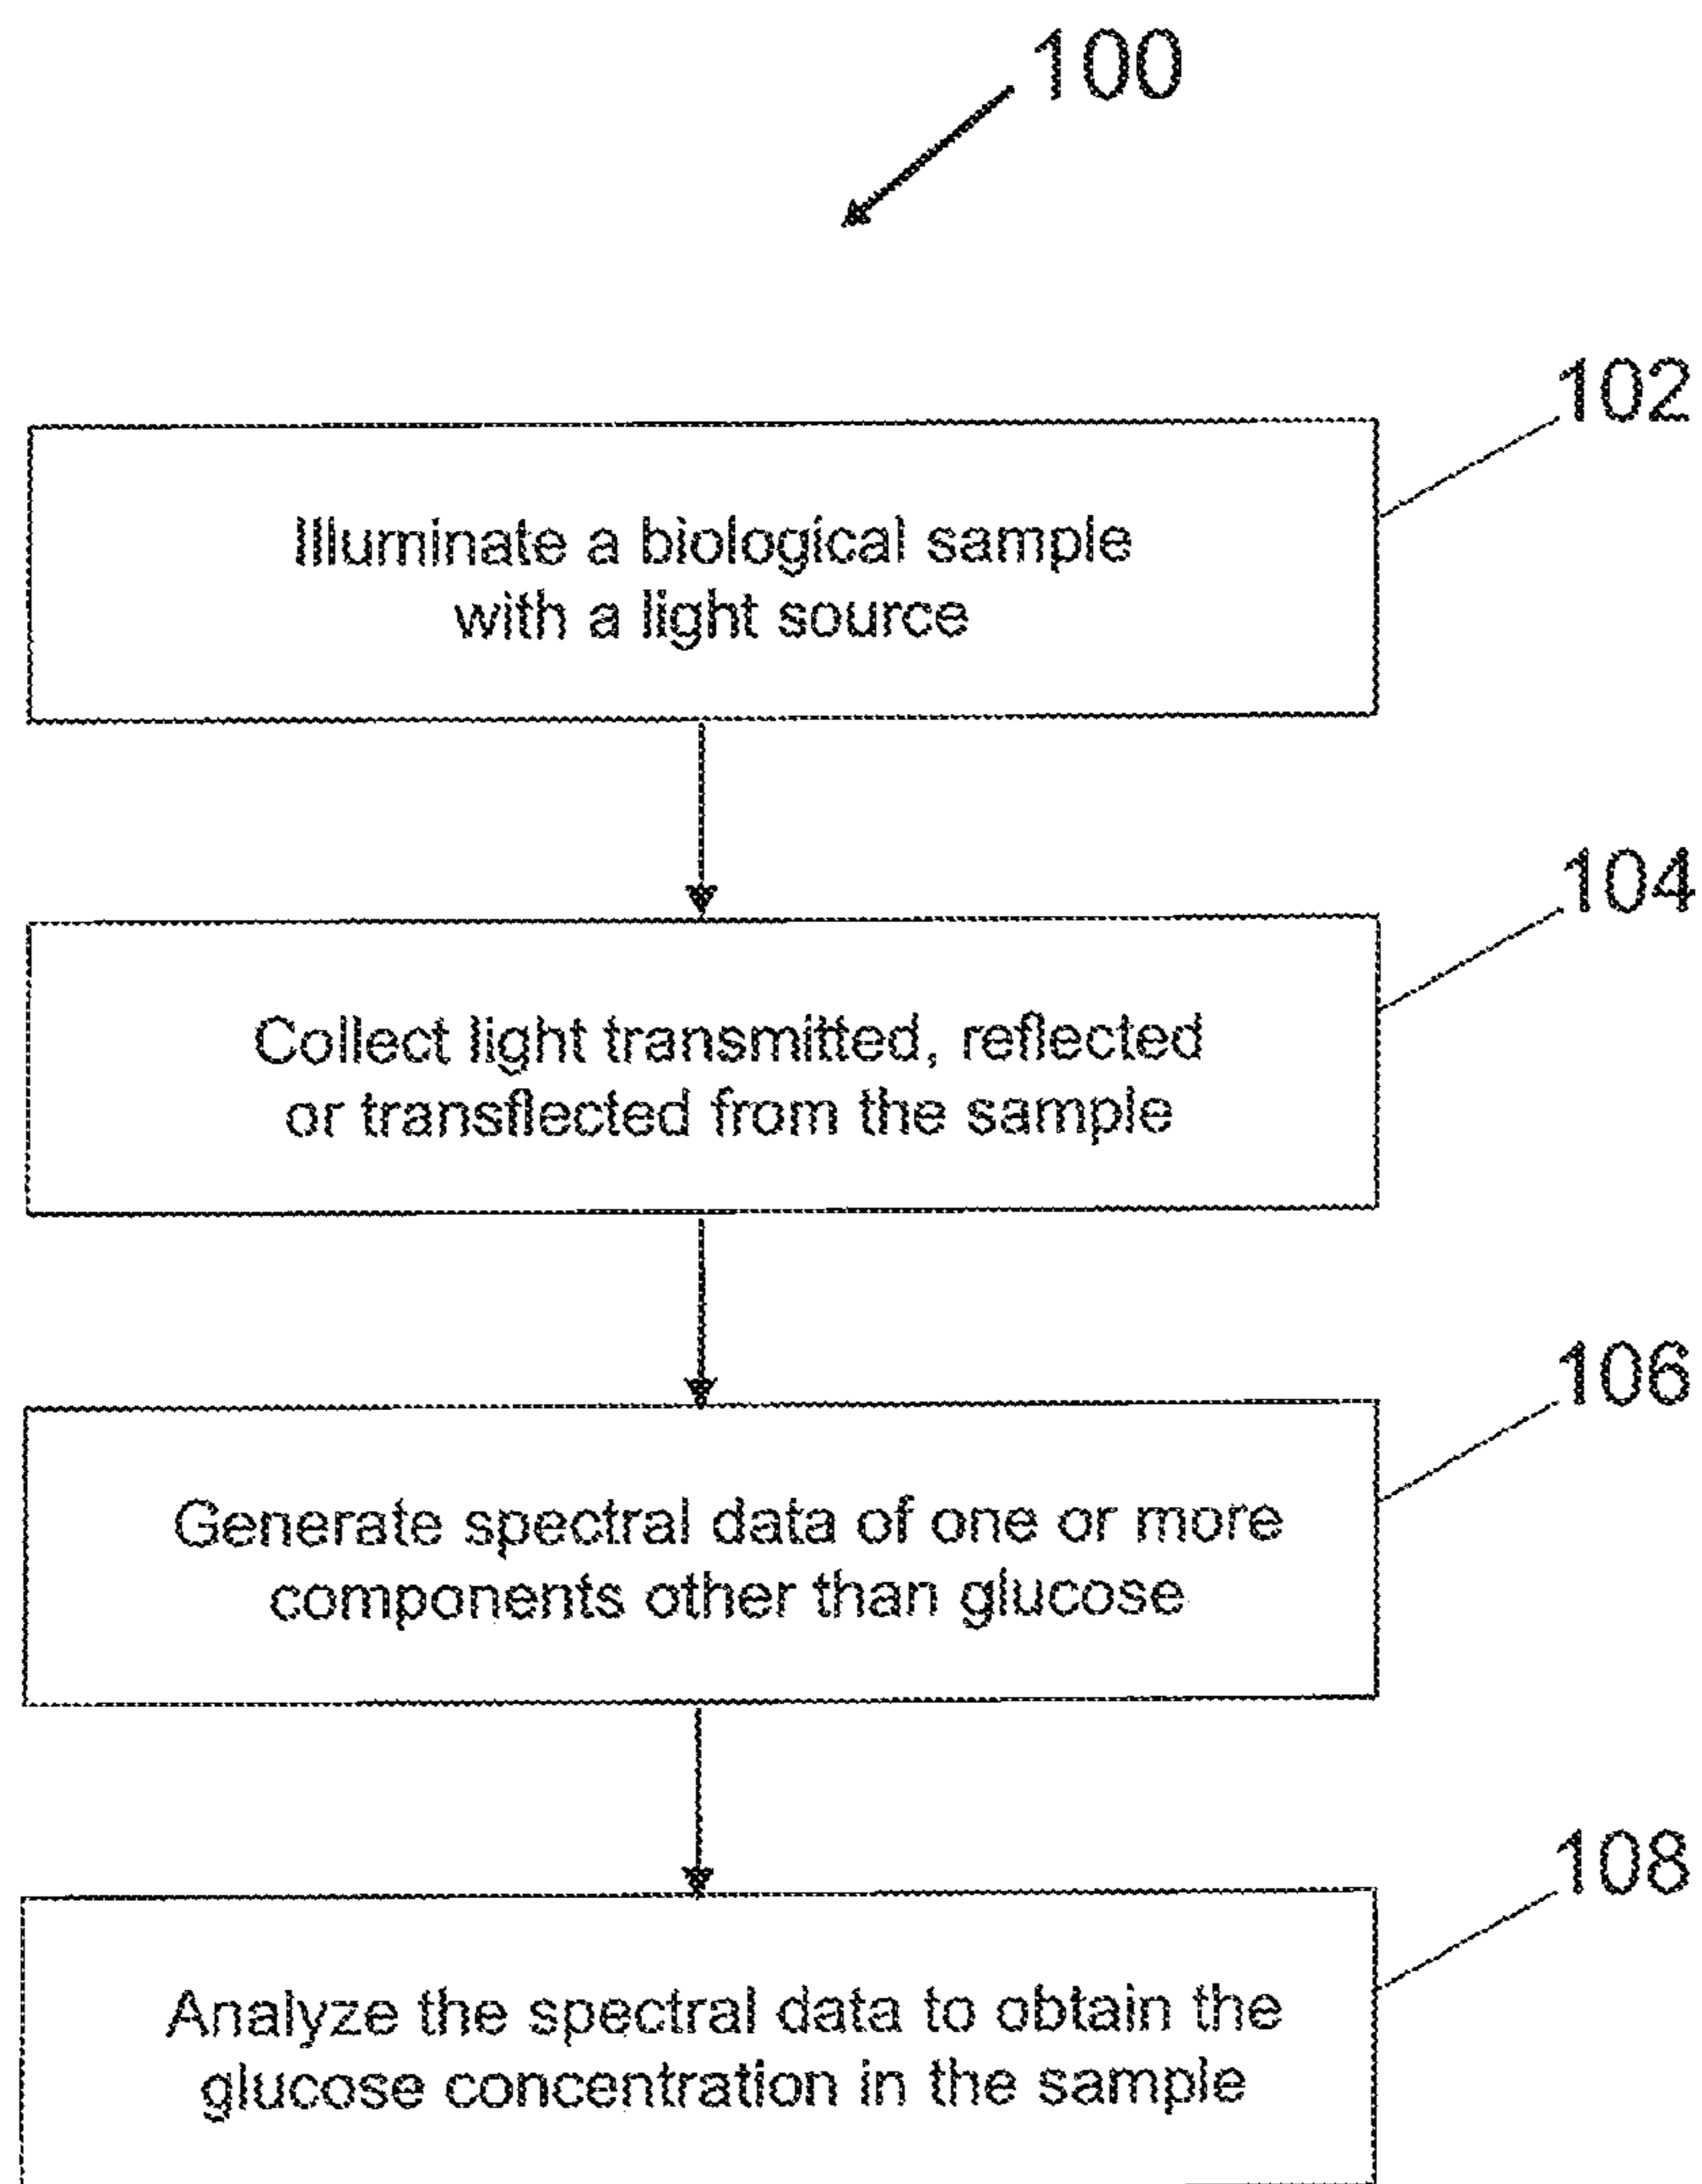 100
102
Illuminate a biological sample
with a light source
104
Collect light transmitted, reflected
or transflected from the sample
106
Generate spectral data of one or more
components other than glucose
108
Analyze the spectral data to obtain the
glucose concentration in the sample